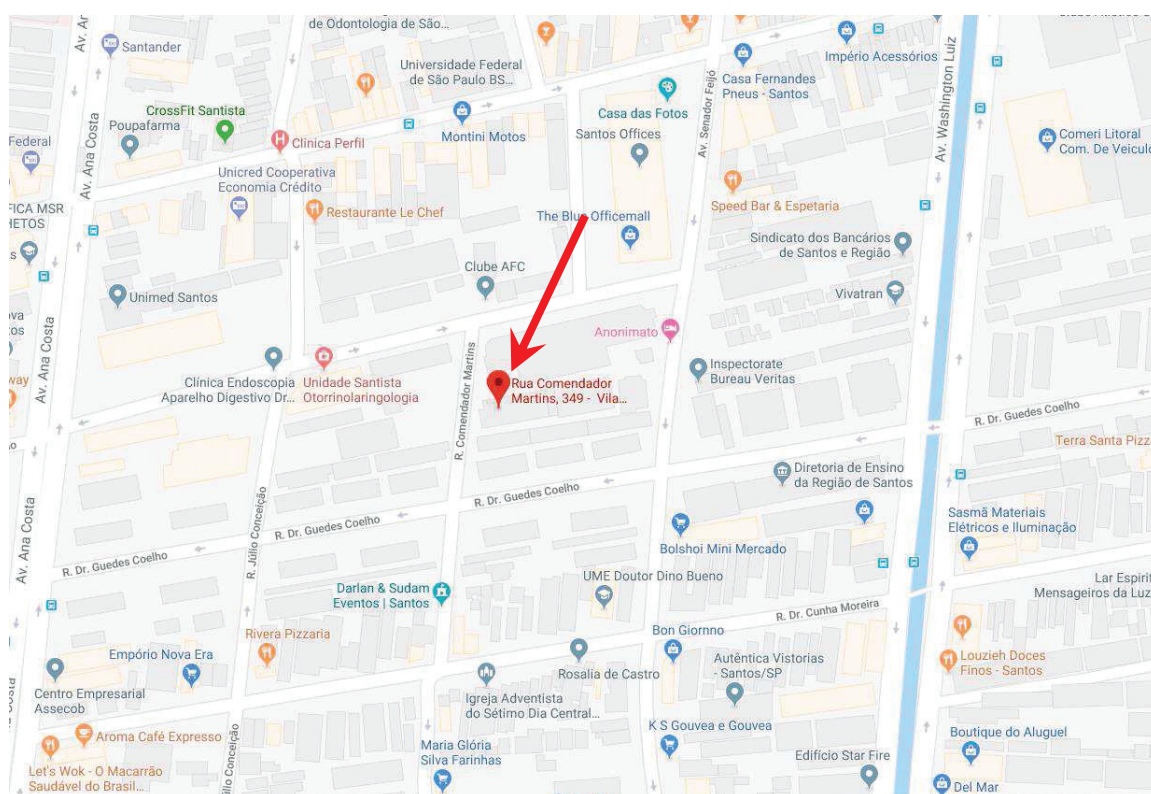 de Odontologia de São...
Santander
Av. Ana Costa
Universidade Federal
de São Paulo BS...
CrossFit Santista
Poupafarma
Clínica Perfil
Montini Motos
Casa das Fotos
Santos Offices
Casa Fernandes
Pneus - Santos
Império Acessórios
Av. Senador Feijó
Av. Washington Luiz
Comeri Litoral
Com. De Veiculo
Federal
FICA MSR
HETOS
Unicred Cooperativa
Economia Crédito
Restaurante Le Chef
The Blue Officemall
Speed Bar & Espetaria
Sindicato dos Bancários
de Santos e Região
Clube AFC
Unimed Santos
Vivatran
Anonimato
Av. Ana Costa
Clínica Endoscopia
Aparelho Digestivo Dr...
Unidade Santista
Otorrinolaringologia
R. Comendador Martins
Rua Comendador
Martins, 349 - Vila...
Inspectorate
Bureau Veritas
R. Dr. Guedes Coelho
Terra Santa Pizz
Diretoria de Ensino
da Região de Santos
R. Dr. Guedes Coelho
R. Dr. Guedes Coelho
R. Dr. Guedes Coelho
Av. Ana Costa
R. Júlio Conceição
Sasmã Materiais
Elétricos e Iluminação
Bolshoi Mini Mercado
UME Doutor Dino Bueno
Darlan & Sudam
Eventos | Santos
Lar Espirit
Mensageiros da Luz
R. Dr. Cunha Moreira
Rivera Pizzaria
Bon Giornno
Louzieh Doces
Finos - Santos
Empório Nova Era
Rosalia de Castro
Autêntica Vistorias
- Santos/SP
Centro Empresarial
Assecob
Igreja Adventista
do Sétimo Dia Central...
Aroma Café Expresso
K S Gouvea e Gouvea
Boutique do Aluguel
Maria Glória
Silva Farinhas
Edifício Star Fire
Let's Wok - O Macarrão
Saudável do Brasil...
Del Mar